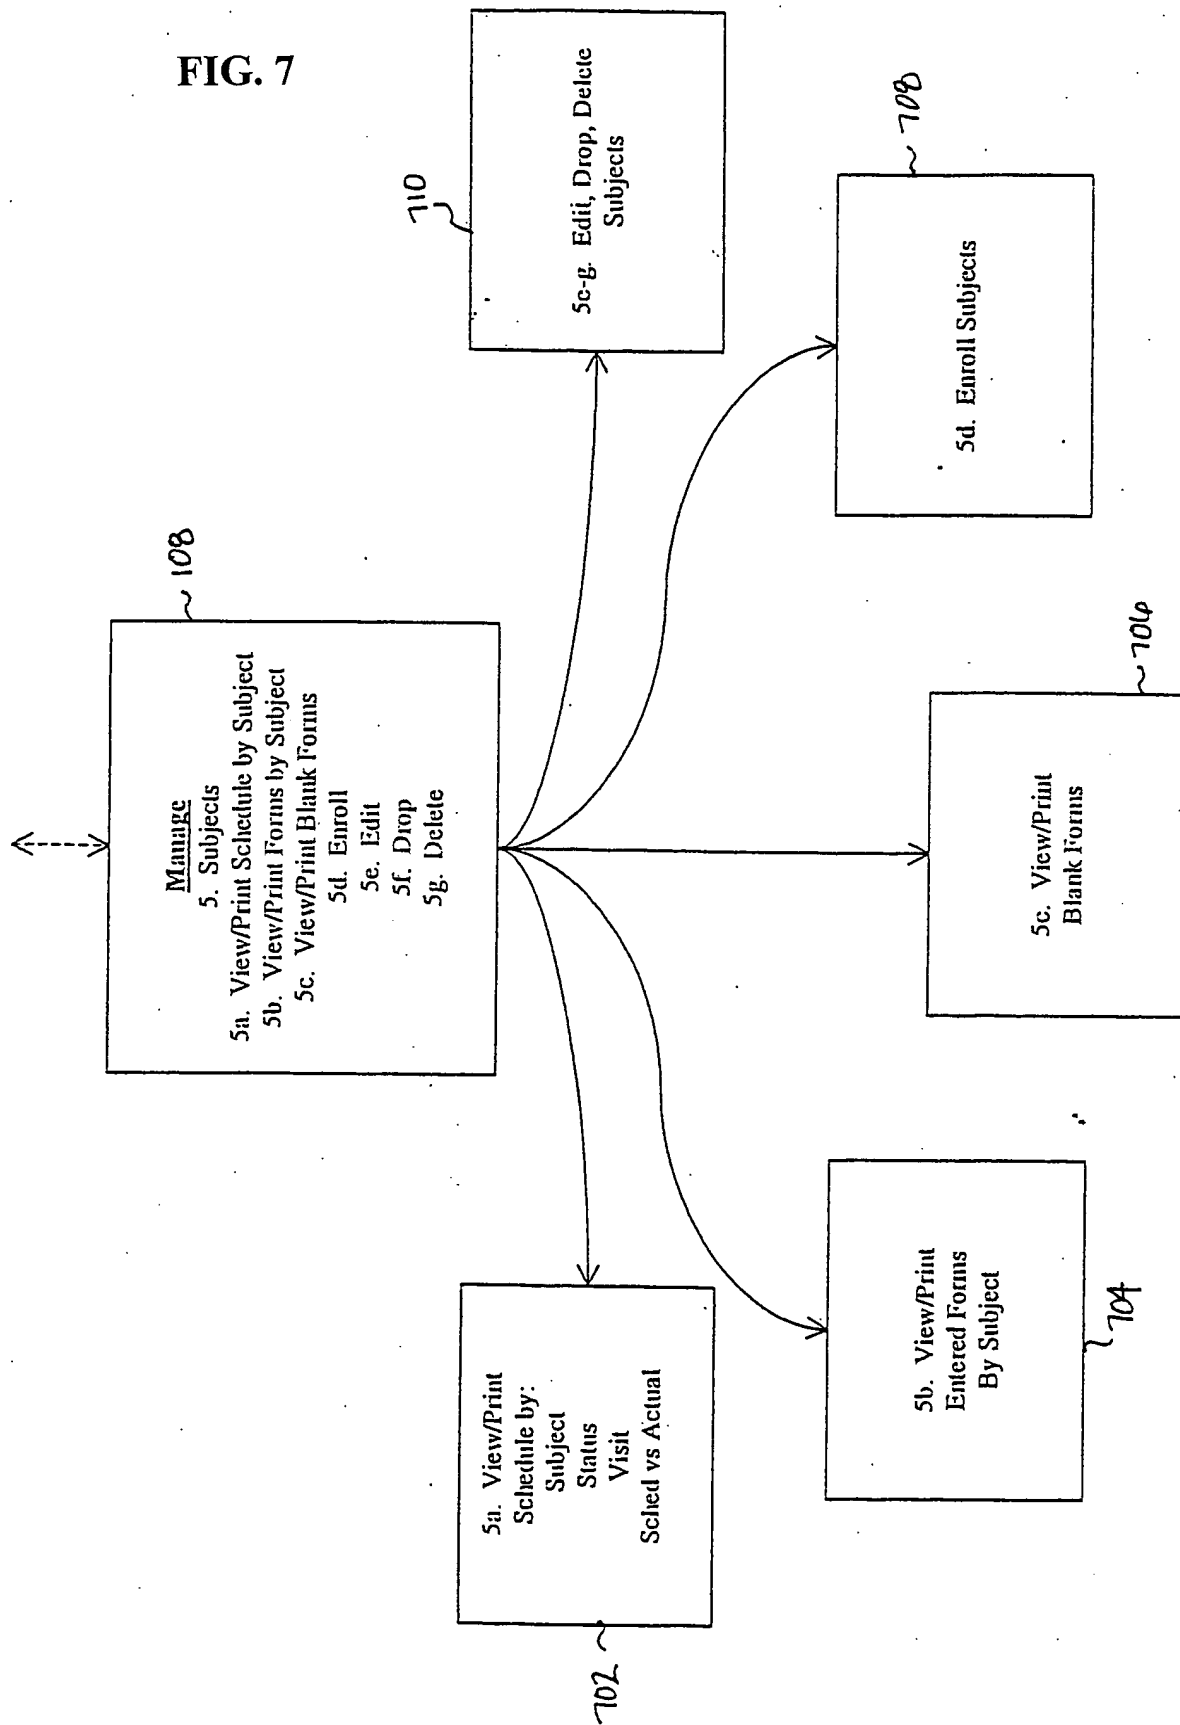 FIG. 7
108
Manage
5. Subjects
5a. View/Print Schedule by Subject
5b. View/Print Forms by Subject
5c. View/Print Blank Forms
5d. Enroll
5e. Edit
5f. Drop
5g. Delete
702
5a. View/Print
Schedule by:
Subject
Status
Visit
Sched vs Actual
704
5b. View/Print
Entered Forms
By Subject
706
5c. View/Print
Blank Forms
708
5d. Enroll Subjects
710
5e-g. Edit, Drop, Delete
Subjects